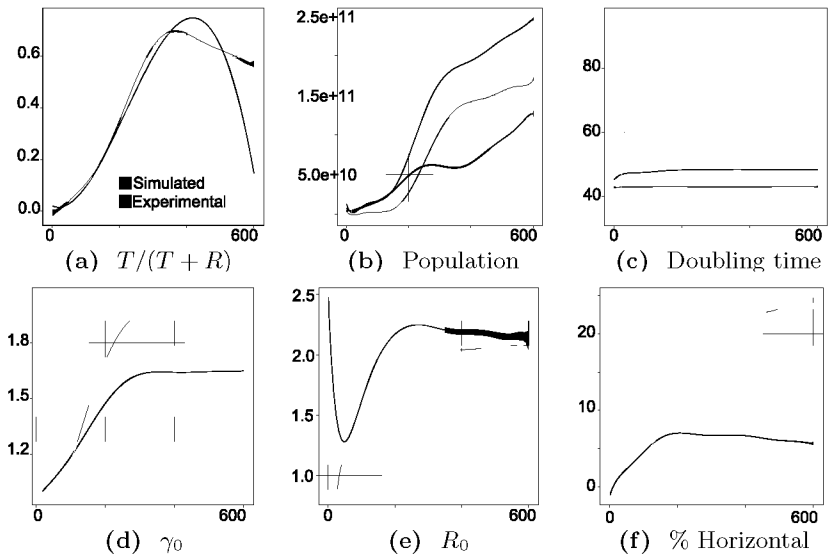 0.6
0.4
0.2
0.0
Simulated
Experimental
0
600
(a) T/(T + R)
2.5e+11
1.5e+11
5.0e+10
0
600
(b) Population
80
60
40
0
600
(c) Doubling time
1.8
1.5
1.2
0
600
(d) γ0
2.5
2.0
1.5
1.0
0
600
(e) R0
20
10
0
0
600
(f) % Horizontal